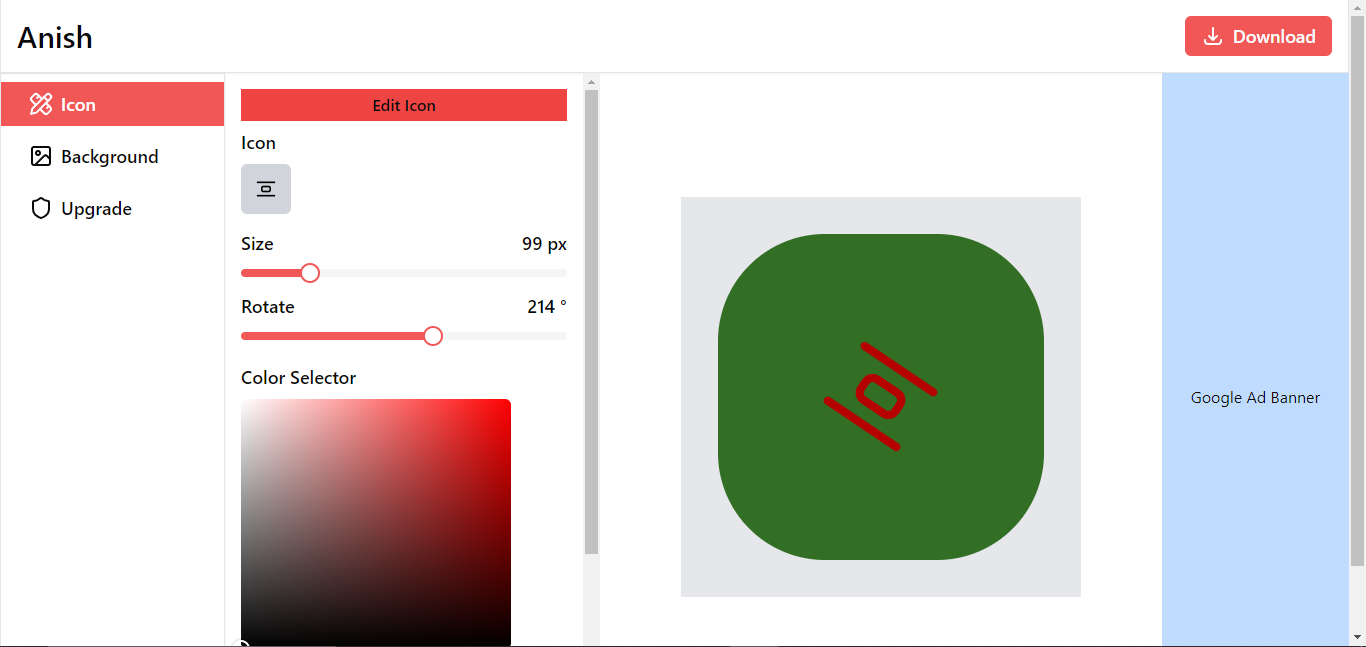 Anish
Download
Icon
Background
Upgrade
Edit Icon
Icon
Size 99 px
Rotate 214 °
Color Selector
Google Ad Banner